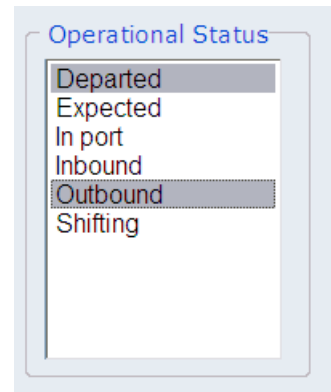 Operational Status
Departed
Expected
In port
Inbound
Outbound
Shifting